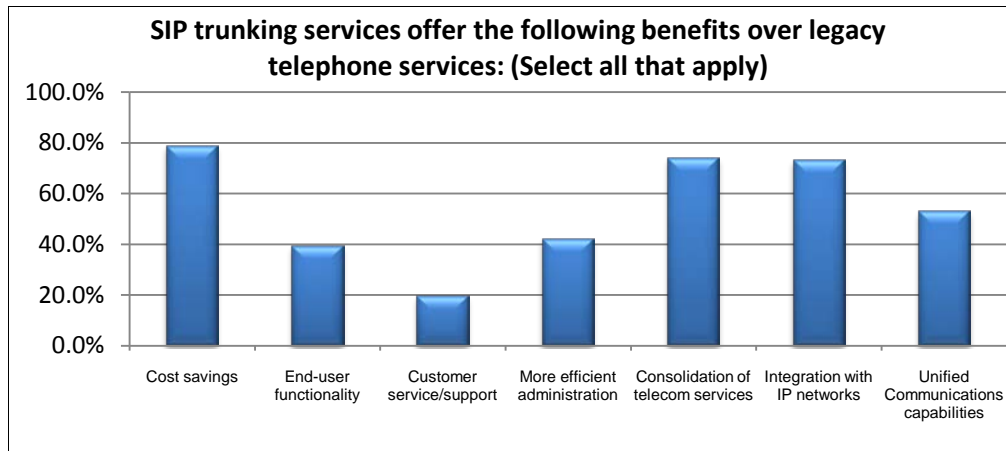 SIP trunking services offer the following benefits over legacy
telephone services: (Select all that apply)
100.0%
80.0%
60.0%
40.0%
20.0%
0.0%
Cost savings
End-user
functionality
Customer
service/support
More efficient
administration
Consolidation of
telecom services
Integration with
IP networks
Unified
Communications
capabilities